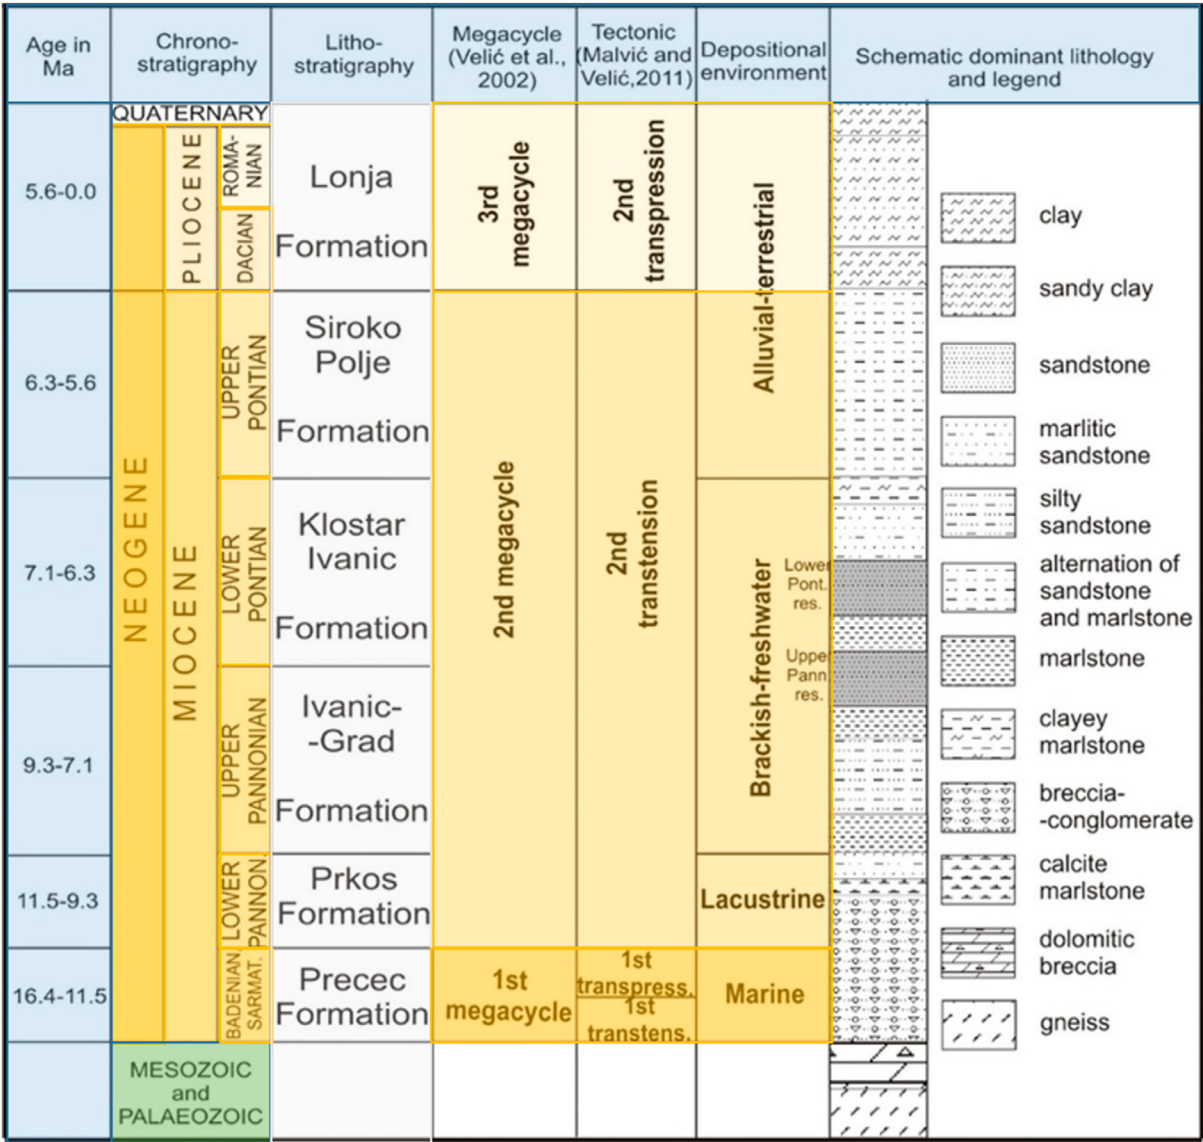 Age in
Ma
Chrono-
stratigraphy
Litho-
stratigraphy
Megacycle
(Velić et al.,
2002)
Tectonic
(Malvić and
Velić,2011)
Depositional
environment
Schematic dominant lithology
and legend
QUATERNARY
NEOGENE
PLIOCENE
MIOCENE
5.6-0.0
ROMA-
NIAN
DACIAN
Lonja
Formation
3rd
megacycle
2nd
transpression
Alluvial-terrestrial
6.3-5.6
UPPER
PONTIAN
Siroko
Polje
Formation
2nd megacycle
2nd
transtension
7.1-6.3
LOWER
PONTIAN
Klostar
Ivanic
Formation
Brackish-freshwater
Lower
Pont.
res.
Upper
Pann.
res.
9.3-7.1
UPPER
PANNONIAN
Ivanic-
-Grad
Formation
11.5-9.3
LOWER
PANNON.
Prkos
Formation
Lacustrine
16.4-11.5
BADENIAN,
SARMAT.
Precec
Formation
1st
megacycle
1st
transpress.
1st
transtens.
Marine
MESOZOIC
and
PALAEOZOIC
clay
sandy clay
sandstone
marlitic
sandstone
silty
sandstone
alternation of
sandstone
and marlstone
marlstone
clayey
marlstone
breccia-
-conglomerate
calcite
marlstone
dolomitic
breccia
gneiss